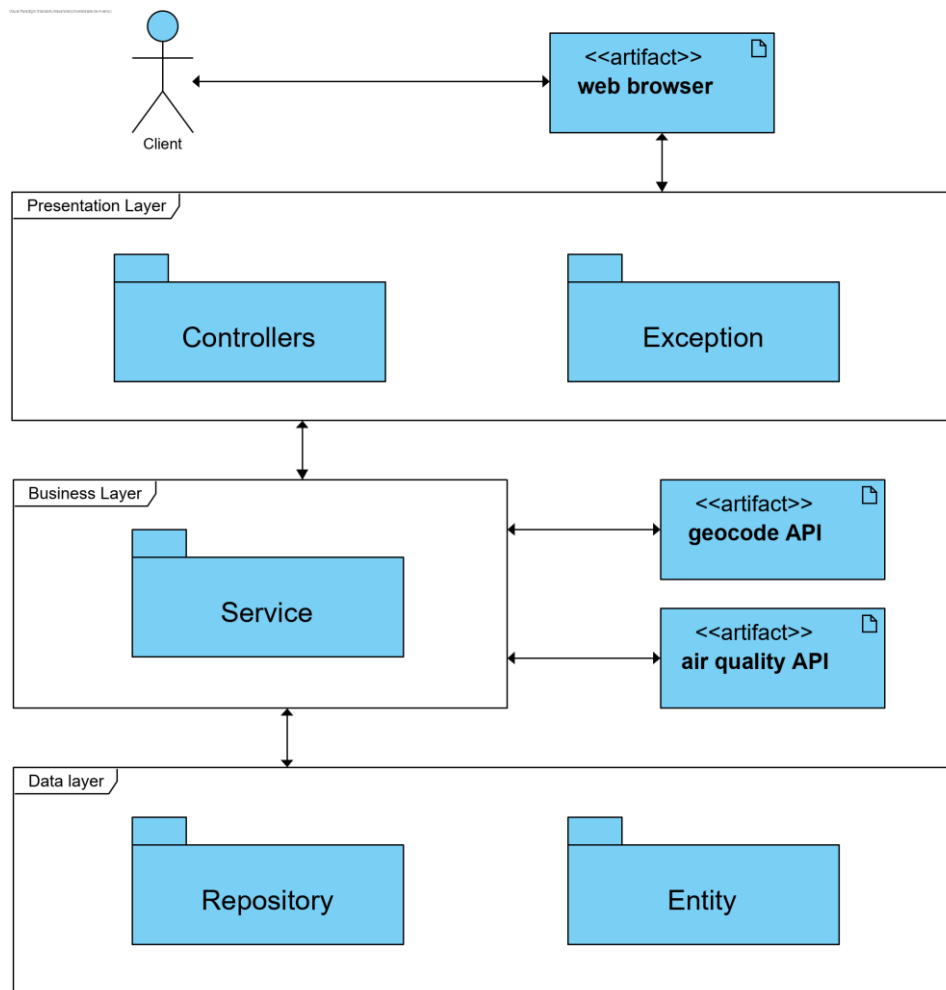 Client
<<artifact>>
web browser
Presentation Layer
Controllers
Exception
Business Layer
Service
<<artifact>>
geocode API
<<artifact>>
air quality API
Data layer
Repository
Entity